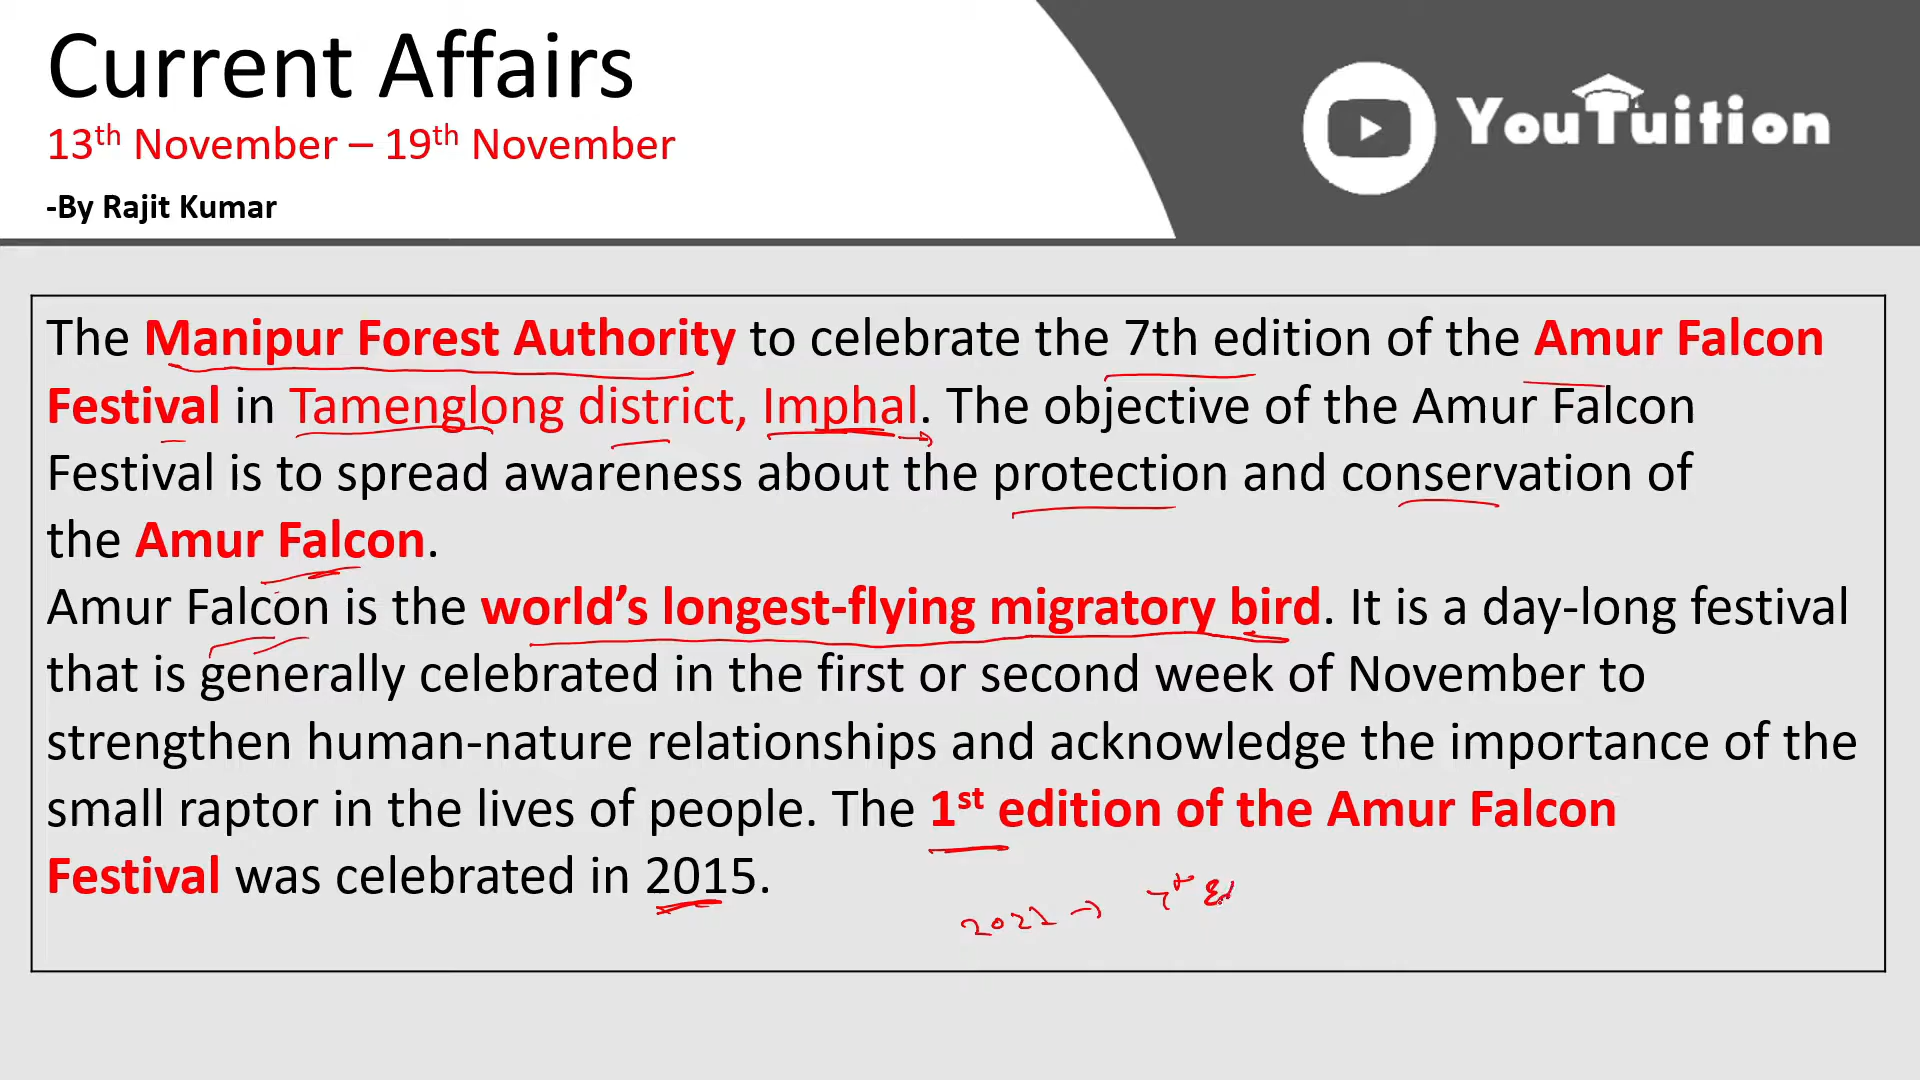 Current Affairs
13th November – 19th November
-By Rajit Kumar
YouTuition
The Manipur Forest Authority to celebrate the 7th edition of the Amur Falcon
Festival in Tamenglong district, Imphal. The objective of the Amur Falcon
Festival is to spread awareness about the protection and conservation of
the Amur Falcon.
Amur Falcon is the world’s longest-flying migratory bird. It is a day-long festival
that is generally celebrated in the first or second week of November to
strengthen human-nature relationships and acknowledge the importance of the
small raptor in the lives of people. The 1st edition of the Amur Falcon
Festival was celebrated in 2015.
2021 →